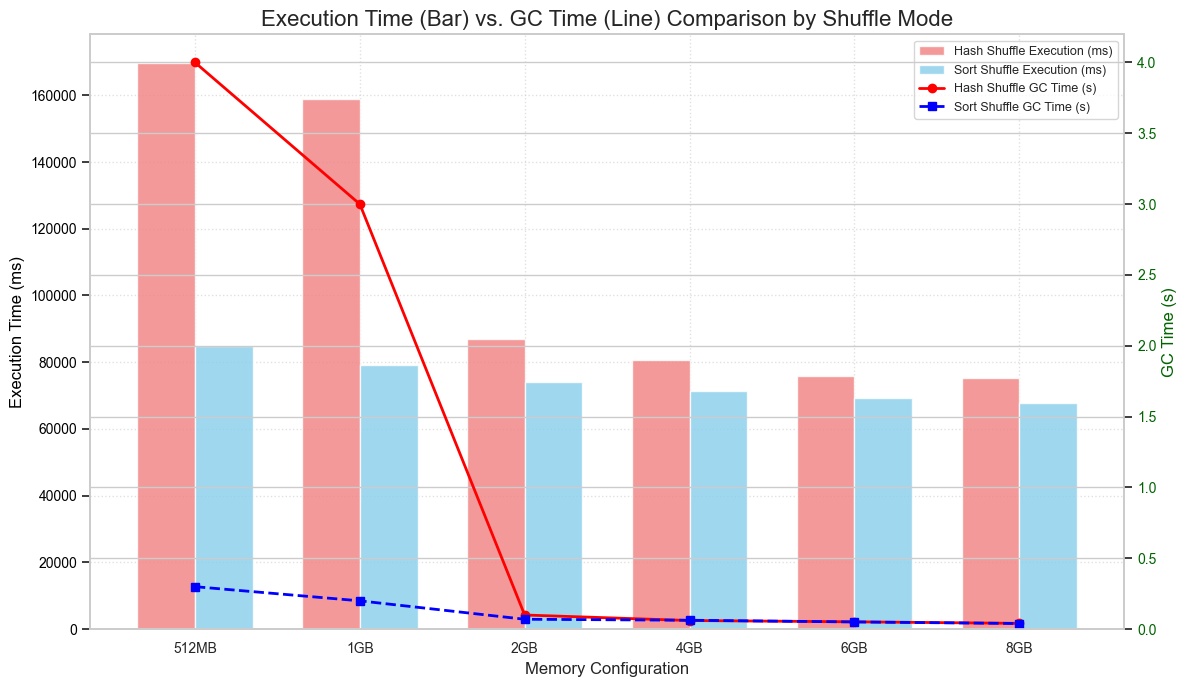 Execution Time (Bar) vs. GC Time (Line) Comparison by Shuffle Mode
Hash Shuffle Execution (ms)
Sort Shuffle Execution (ms)
Hash Shuffle GC Time (s)
Sort Shuffle GC Time (s)
Execution Time (ms)
160000
140000
120000
100000
80000
60000
40000
20000
0
4.0
3.5
3.0
2.5
2.0
1.5
1.0
0.5
0.0
GC Time (s)
512MB
1GB
2GB
4GB
6GB
8GB
Memory Configuration